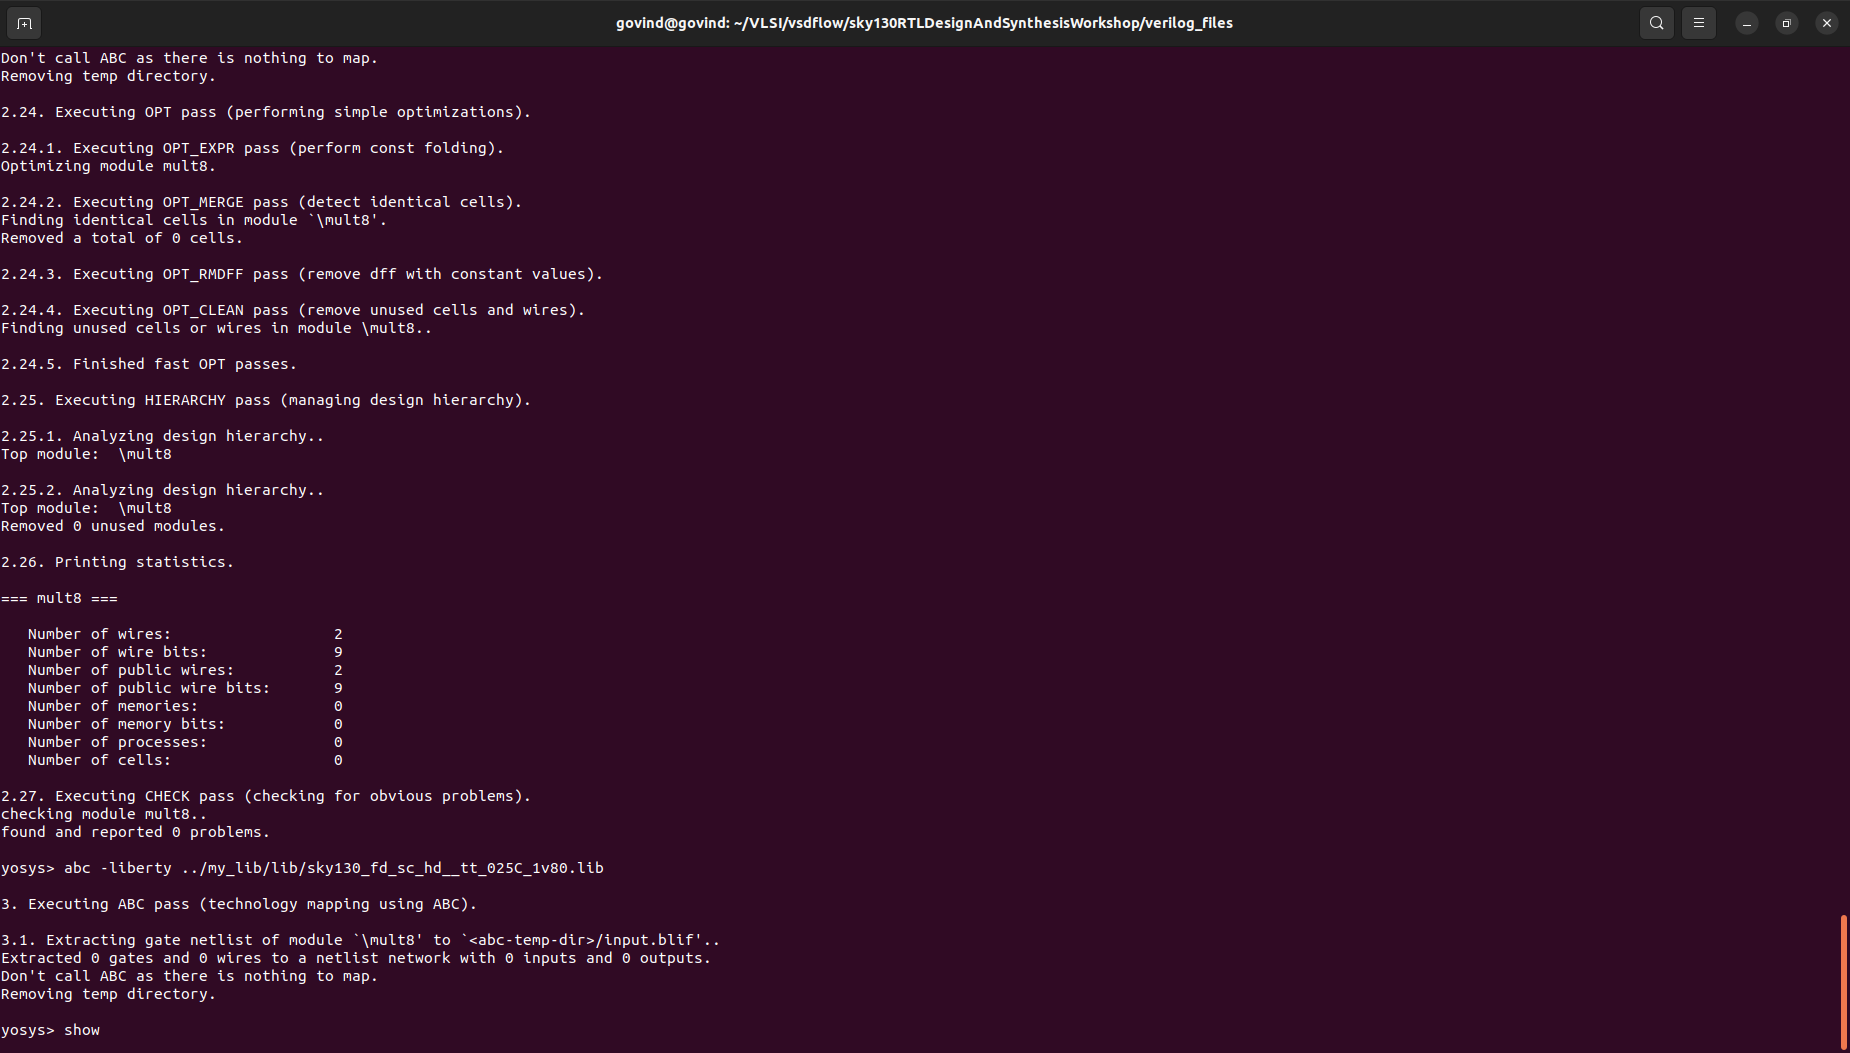 govind@govind: ~/VLSI/vsdflow/sky130RTLDesignAndSynthesisWorkshop/verilog_files
Don't call ABC as there is nothing to map.
Removing temp directory.
2.24. Executing OPT pass (performing simple optimizations).
2.24.1. Executing OPT_EXPR pass (perform const folding).
Optimizing module mult8.
2.24.2. Executing OPT_MERGE pass (detect identical cells).
Finding identical cells in module `\mult8'.
Removed a total of 0 cells.
2.24.3. Executing OPT_RMDFF pass (remove dff with constant values).
2.24.4. Executing OPT_CLEAN pass (remove unused cells and wires).
Finding unused cells or wires in module \mult8..
2.24.5. Finished fast OPT passes.
2.25. Executing HIERARCHY pass (managing design hierarchy).
2.25.1. Analyzing design hierarchy..
Top module:  \mult8
2.25.2. Analyzing design hierarchy..
Top module:  \mult8
Removed 0 unused modules.
2.26. Printing statistics.
=== mult8 ===
Number of wires:                  2
Number of wire bits:              9
Number of public wires:           2
Number of public wire bits:       9
Number of memories:               0
Number of memory bits:            0
Number of processes:              0
Number of cells:                  0
2.27. Executing CHECK pass (checking for obvious problems).
checking module mult8..
found and reported 0 problems.
yosys> abc -liberty ../my_lib/lib/sky130_fd_sc_hd__tt_025C_1v80.lib
3. Executing ABC pass (technology mapping using ABC).
3.1. Extracting gate netlist of module `\mult8' to `<abc-temp-dir>/input.blif'..
Extracted 0 gates and 0 wires to a netlist network with 0 inputs and 0 outputs.
Don't call ABC as there is nothing to map.
Removing temp directory.
yosys> show